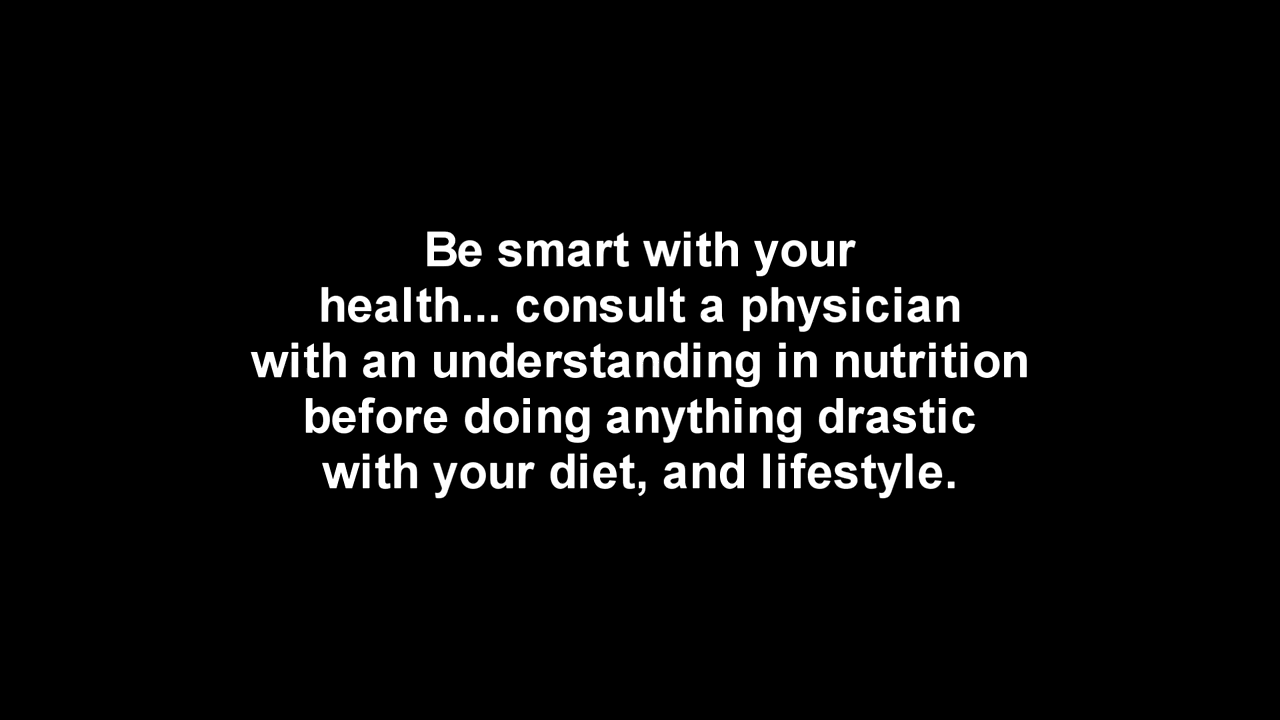 Be smart with your
health... consult a physician
with an understanding in nutrition
before doing anything drastic
with your diet, and lifestyle.